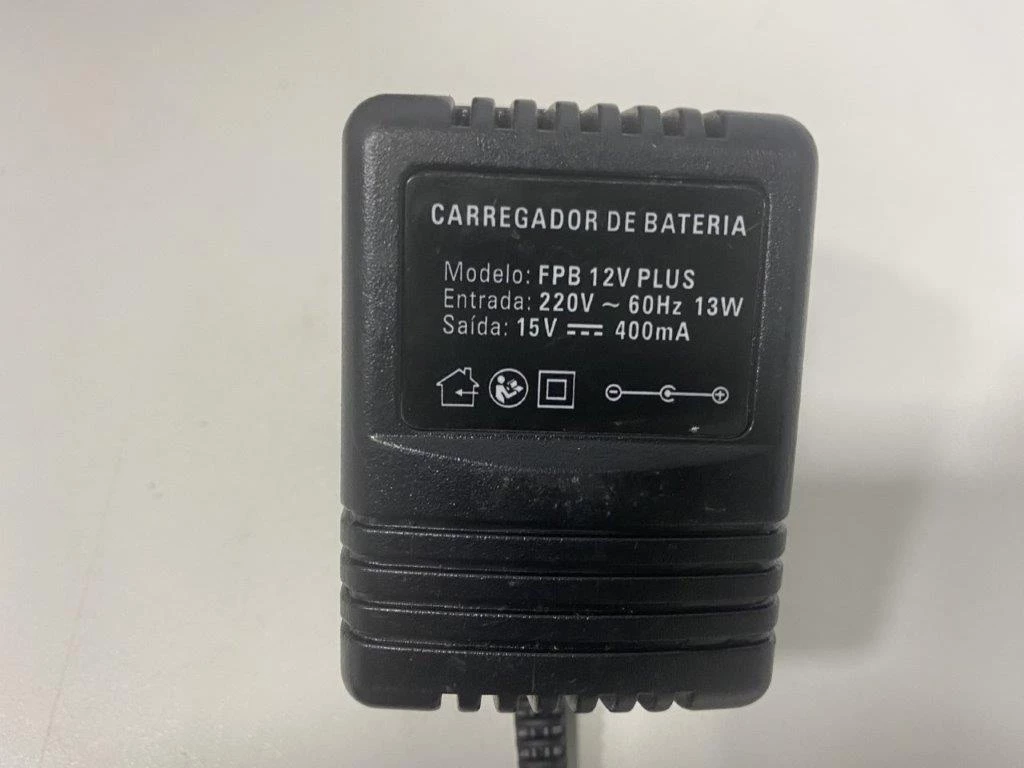 CARREGADOR DE BATERIA
Modelo: FPB 12V PLUS
Entrada: 220V ~ 60Hz 13W
Saída: 15V ⎓ 400mA